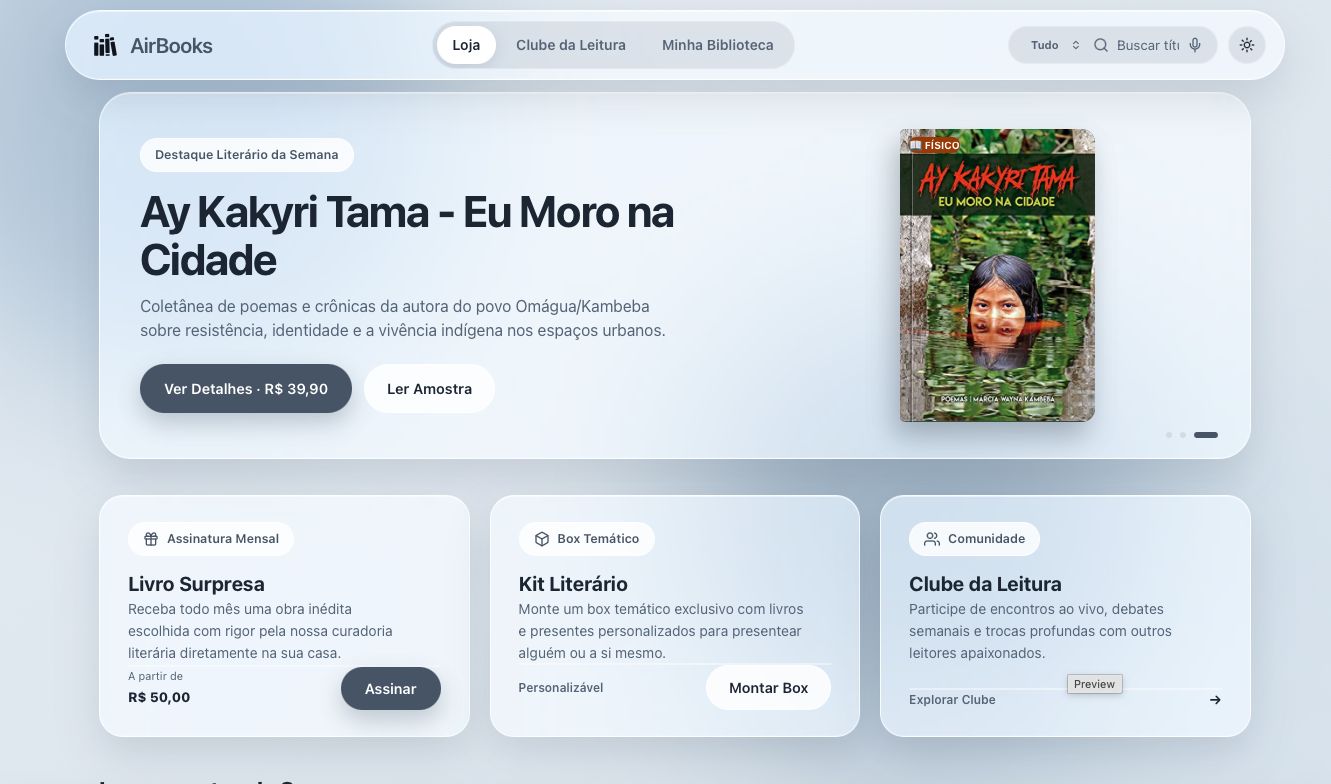 AirBooks
Loja
Clube da Leitura
Minha Biblioteca
Tudo
Buscar títu
Destaque Literário da Semana
Ay Kakyri Tama - Eu Moro na
Cidade
Coletânea de poemas e crônicas da autora do povo Omágua/Kambeba
sobre resistência, identidade e a vivência indígena nos espaços urbanos.
Ver Detalhes · R$ 39,90
Ler Amostra
FÍSICO
AY KAKYRI TAMA
EU MORO NA CIDADE
POEMAS | MÁRCIA WAYNA KAMBEBA
Assinatura Mensal
Livro Surpresa
Receba todo mês uma obra inédita
escolhida com rigor pela nossa curadoria
literária diretamente na sua casa.
A partir de
R$ 50,00
Assinar
Box Temático
Kit Literário
Monte um box temático exclusivo com livros
e presentes personalizados para presentear
alguém ou a si mesmo.
Personalizável
Montar Box
Comunidade
Clube da Leitura
Participe de encontros ao vivo, debates
semanais e trocas profundas com outros
leitores apaixonados.
Preview
Explorar Clube